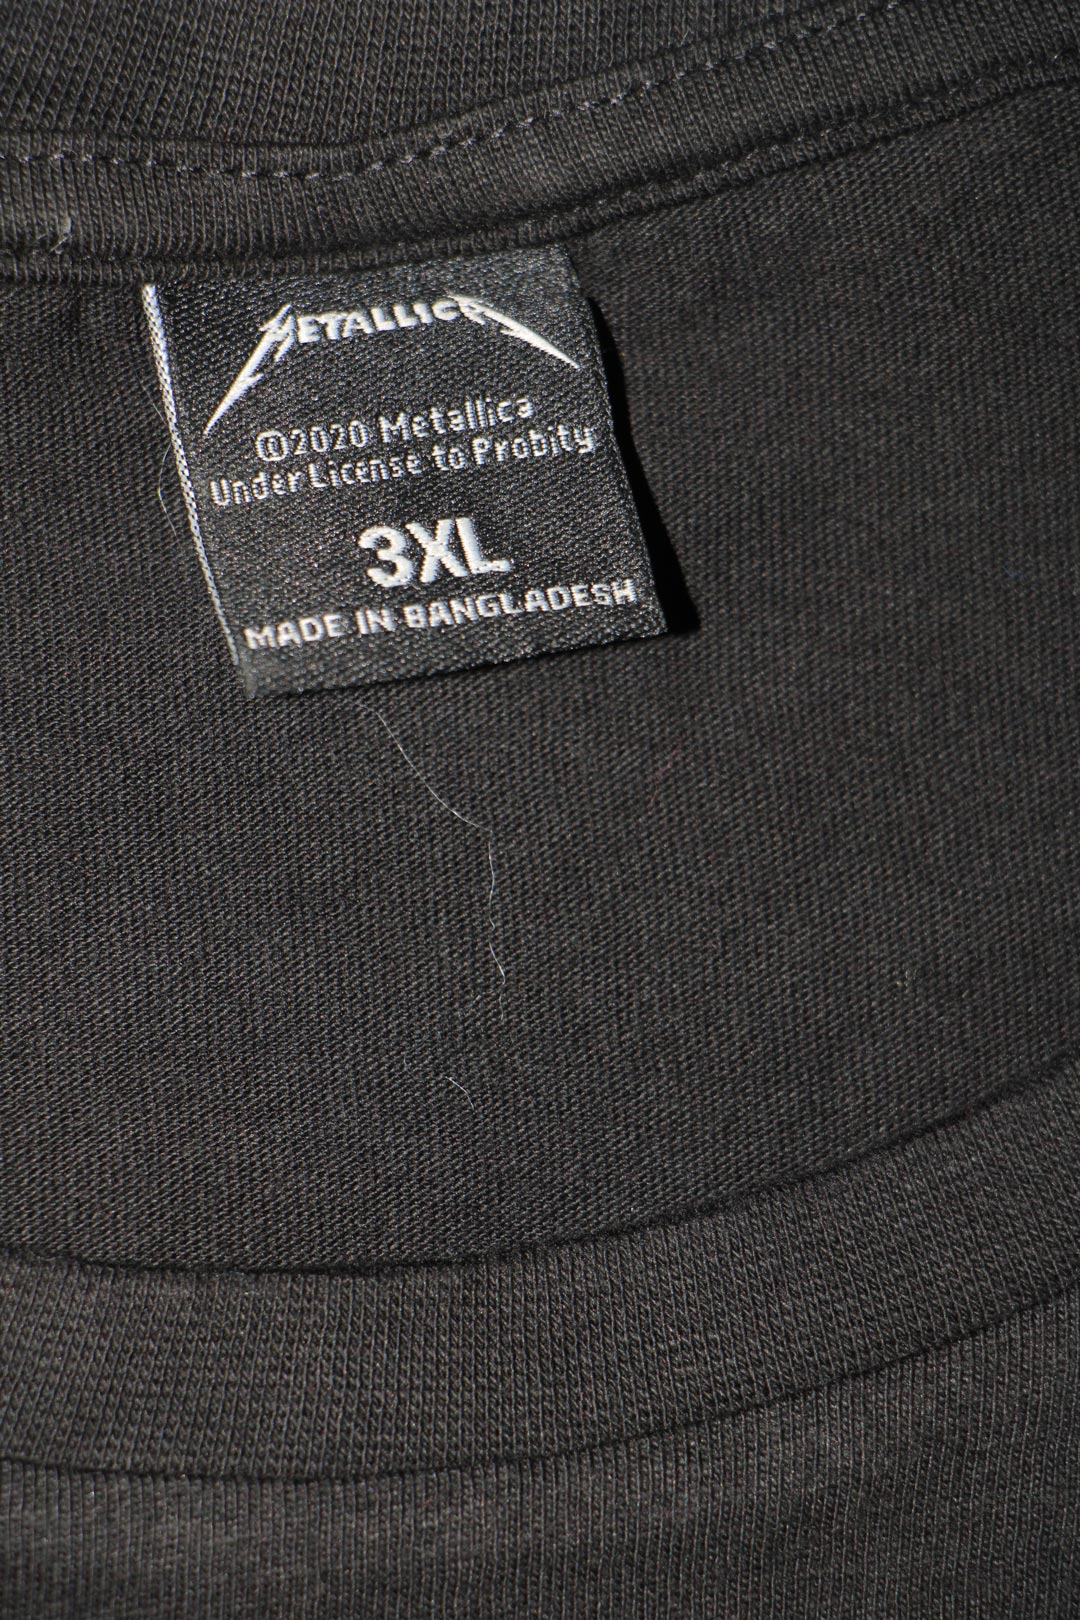 METALLICA
©2020 Metallica
Under License to Probity
3XL
MADE IN BANGLADESH